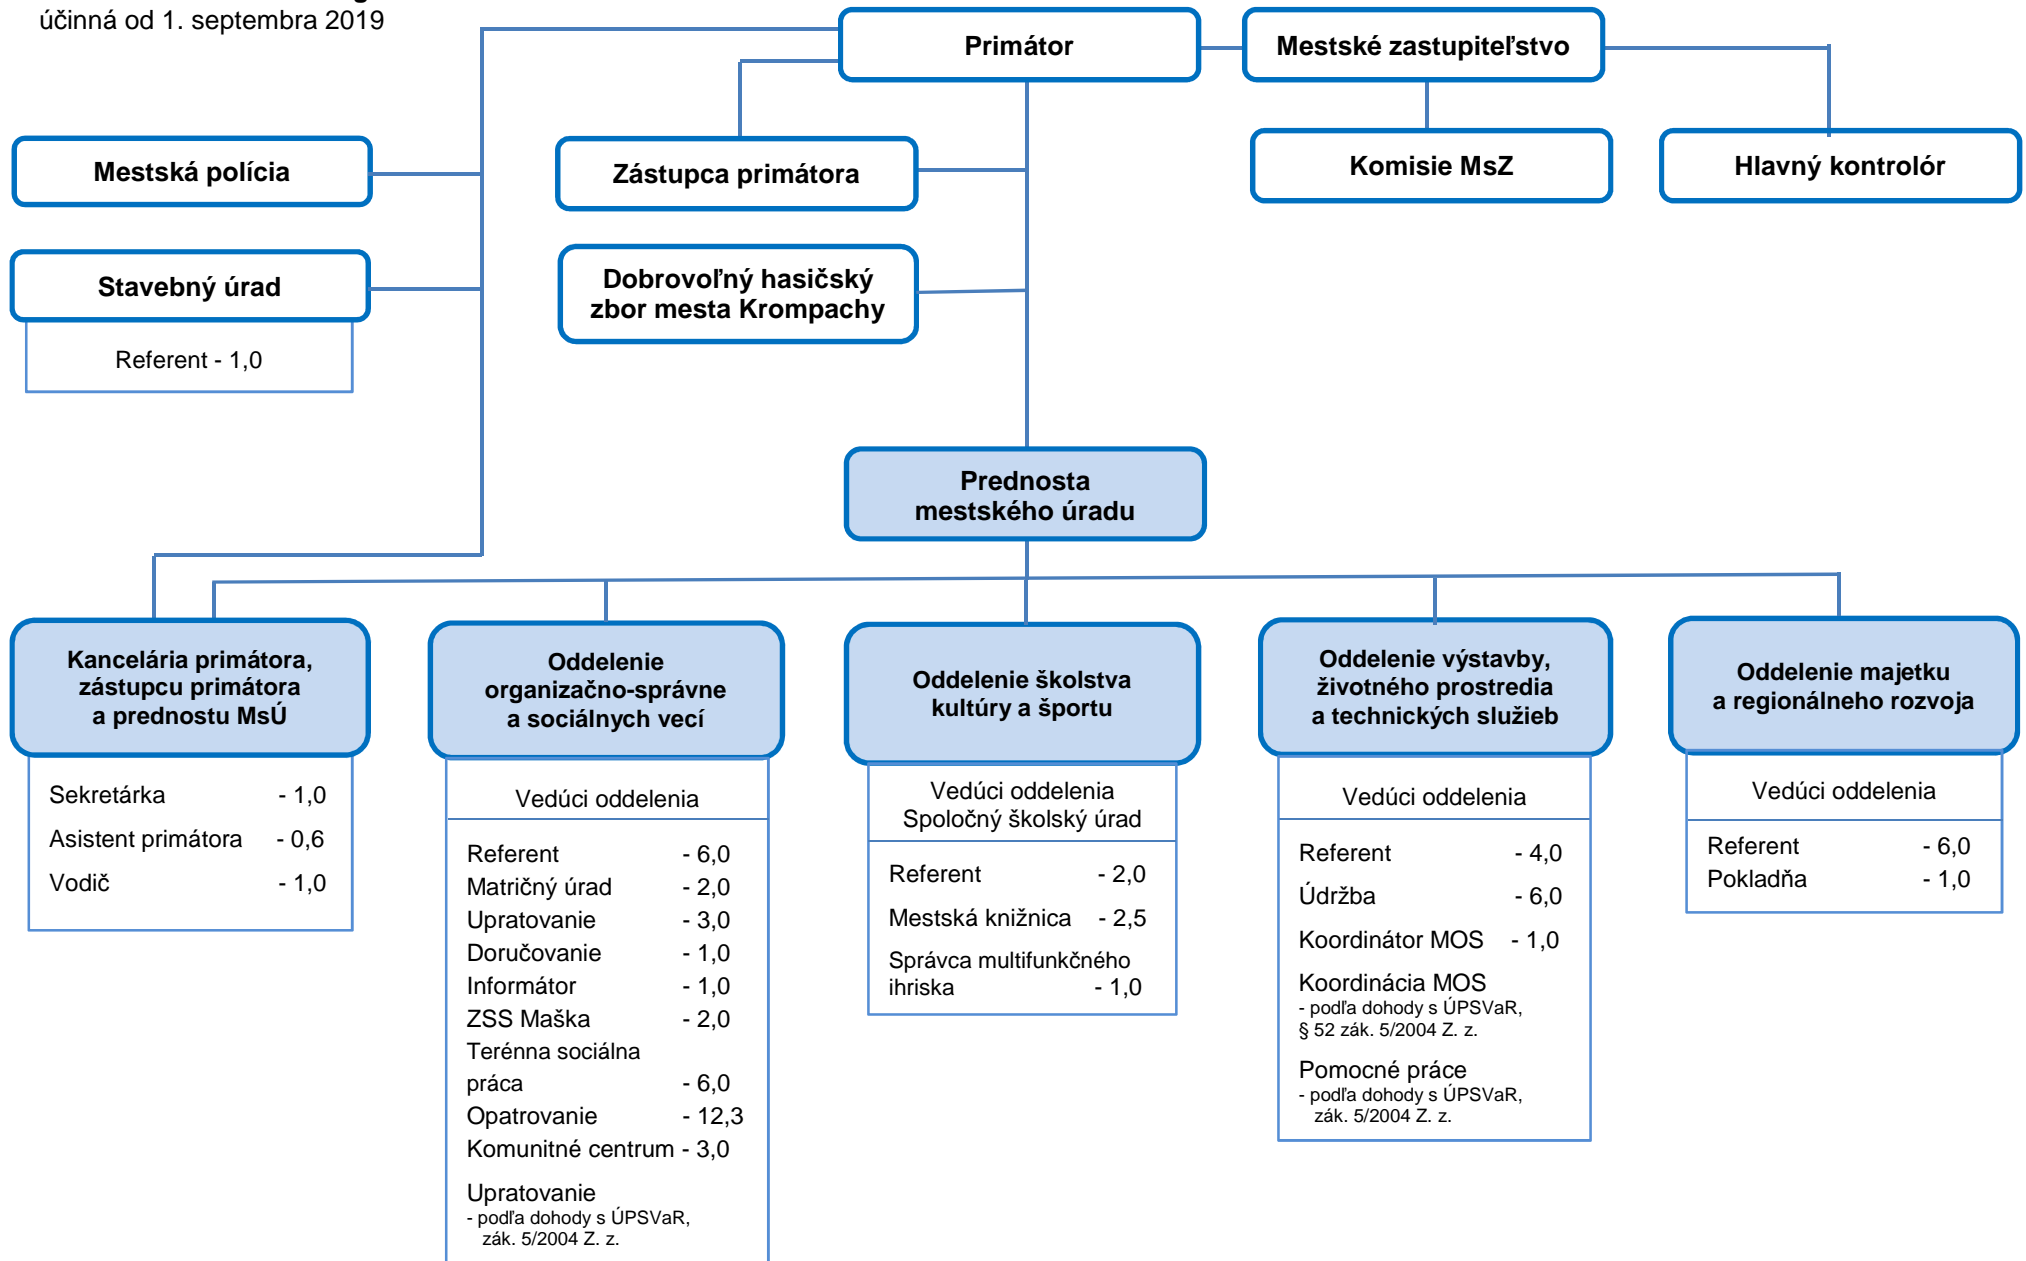 účinná od 1. septembra 2019
Primátor
Mestské zastupiteľstvo
Mestská polícia
Zástupca primátora
Komisie MsZ
Hlavný kontrolór
Stavebný úrad
Referent - 1,0
Dobrovoľný hasičský
zbor mesta Krompachy
Prednosta
mestského úradu
Kancelária primátora,
zástupcu primátora
a prednostu MsÚ
Sekretárka - 1,0
Asistent primátora - 0,6
Vodič - 1,0
Oddelenie
organizačno-správne
a sociálnych vecí
Vedúci oddelenia
Referent - 6,0
Matričný úrad - 2,0
Upratovanie - 3,0
Doručovanie - 1,0
Informátor - 1,0
ZSS Maška - 2,0
Terénna sociálna
práca - 6,0
Opatrovanie - 12,3
Komunitné centrum - 3,0
Upratovanie
- podľa dohody s ÚPSVaR,
zák. 5/2004 Z. z.
Oddelenie školstva
kultúry a športu
Vedúci oddelenia
Spoločný školský úrad
Referent - 2,0
Mestská knižnica - 2,5
Správca multifunkčného
ihriska - 1,0
Oddelenie výstavby,
životného prostredia
a technických služieb
Vedúci oddelenia
Referent - 4,0
Údržba - 6,0
Koordinátor MOS - 1,0
Koordinácia MOS
- podľa dohody s ÚPSVaR,
§ 52 zák. 5/2004 Z. z.
Pomocné práce
- podľa dohody s ÚPSVaR,
zák. 5/2004 Z. z.
Oddelenie majetku
a regionálneho rozvoja
Vedúci oddelenia
Referent - 6,0
Pokladňa - 1,0